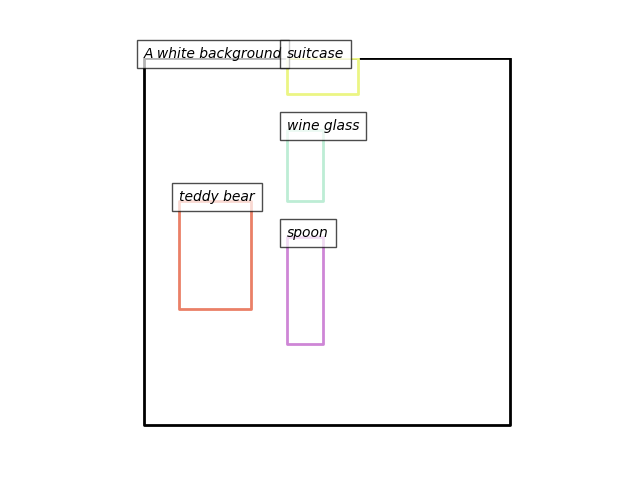 A white background
suitcase
wine glass
teddy bear
spoon